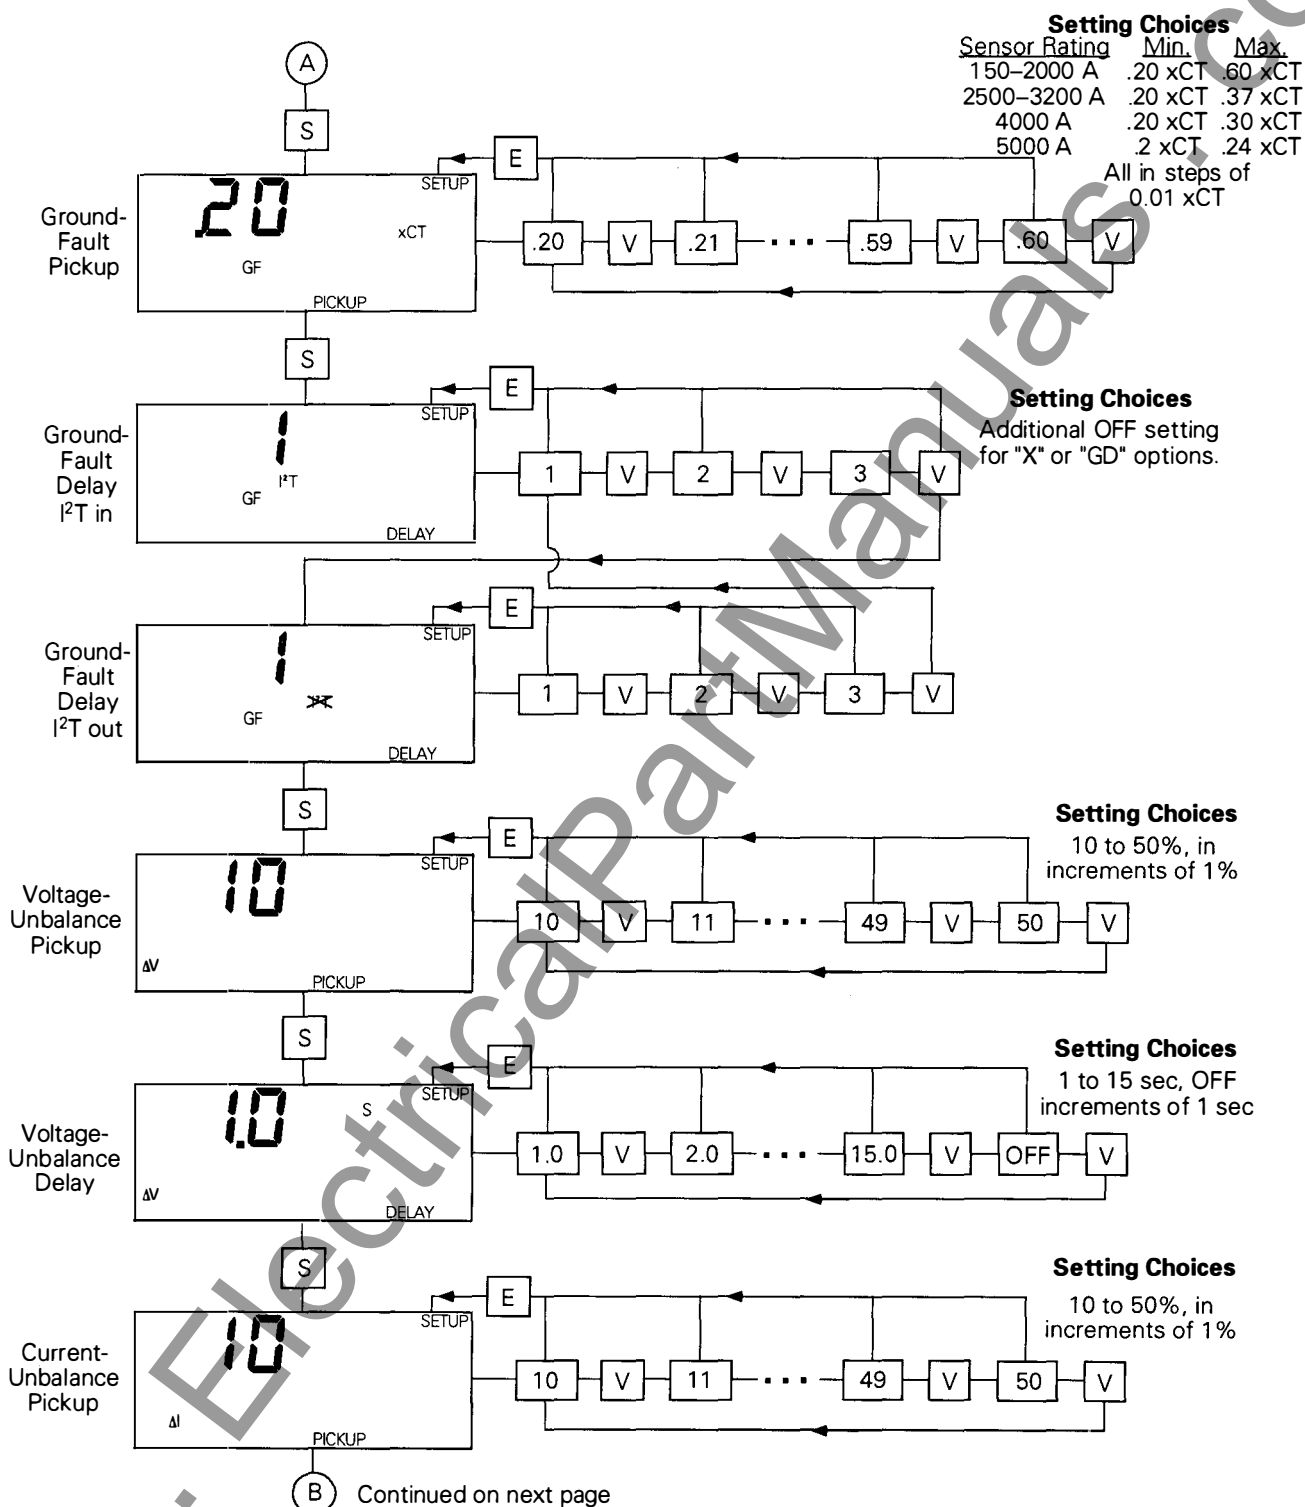 Setting Choices
Sensor Rating Min. Max.
150–2000 A .20 xCT .60 xCT
2500–3200 A .20 xCT .37 xCT
4000 A .20 xCT .30 xCT
5000 A .2 xCT .24 xCT
All in steps of
0.01 xCT
A
S
Ground-
Fault
Pickup
.20
SETUP
xCT
GF
PICKUP
E
.20 V .21 .59 V .60 V
S
Ground-
Fault
Delay
I²T in
1
SETUP
I²T
GF
DELAY
E
1 V 2 V 3 V
Setting Choices
Additional OFF setting
for "X" or "GD" options.
Ground-
Fault
Delay
I²T out
1
SETUP
GF
DELAY
E
1 V 2 V 3 V
S
Voltage-
Unbalance
Pickup
10
SETUP
ΔV
PICKUP
E
10 V 11 49 V 50 V
Setting Choices
10 to 50%, in
increments of 1%
S
Voltage-
Unbalance
Delay
1.0
S
SETUP
ΔV
DELAY
E
1.0 V 2.0 15.0 V OFF V
Setting Choices
1 to 15 sec, OFF
increments of 1 sec
S
Current-
Unbalance
Pickup
10
SETUP
ΔI
PICKUP
E
10 V 11 49 V 50 V
Setting Choices
10 to 50%, in
increments of 1%
B Continued on next page
. ElectricalPartManuals . co